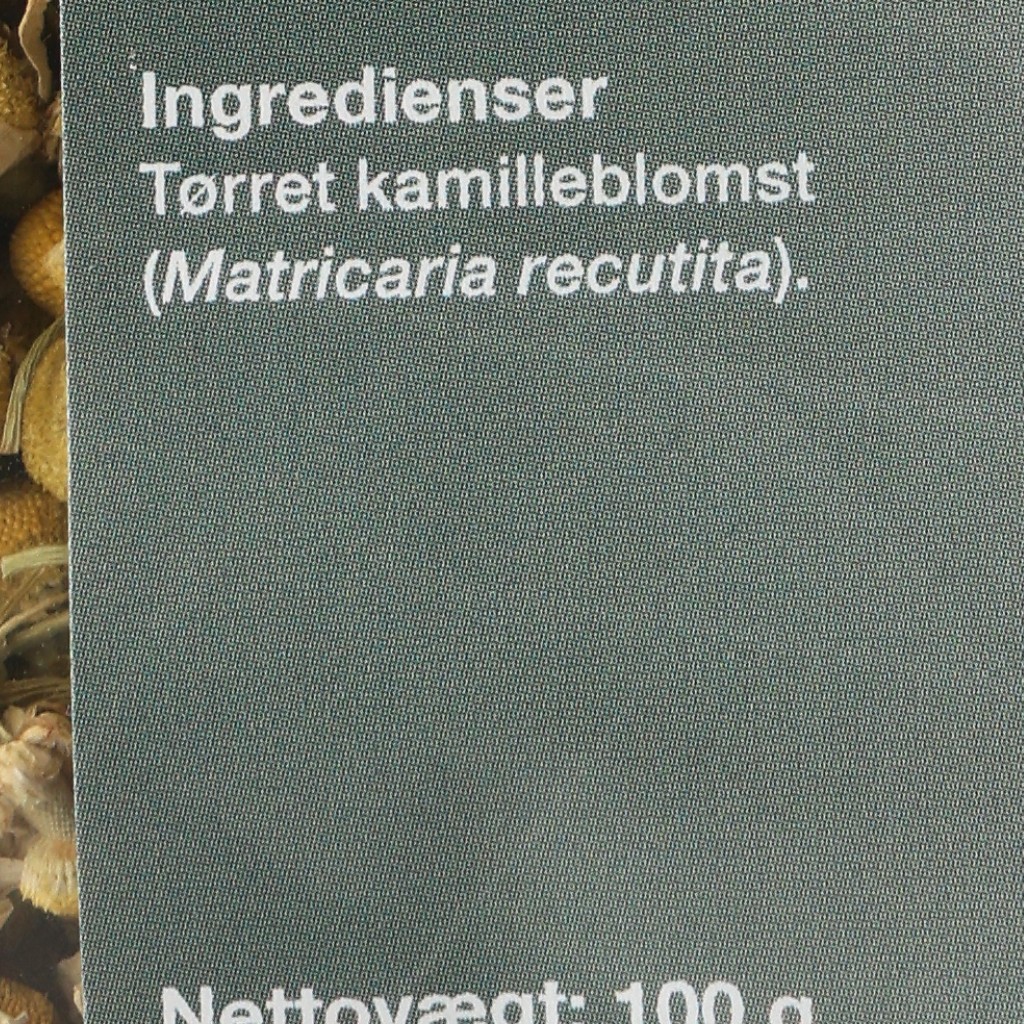 Ingredienser
Tørret kamilleblomst
(Matricaria recutita).
Nettovægt: 100 g